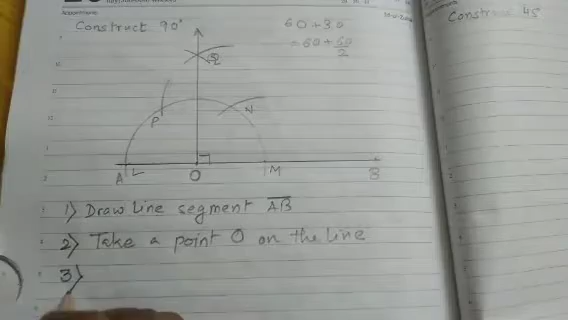 Construct 90°
60 + 30
= 60 + 60/2
Construct 45
Q
P
N
A
L
O
M
B
1) Draw line segment AB
2) Take a point O on the line
3)